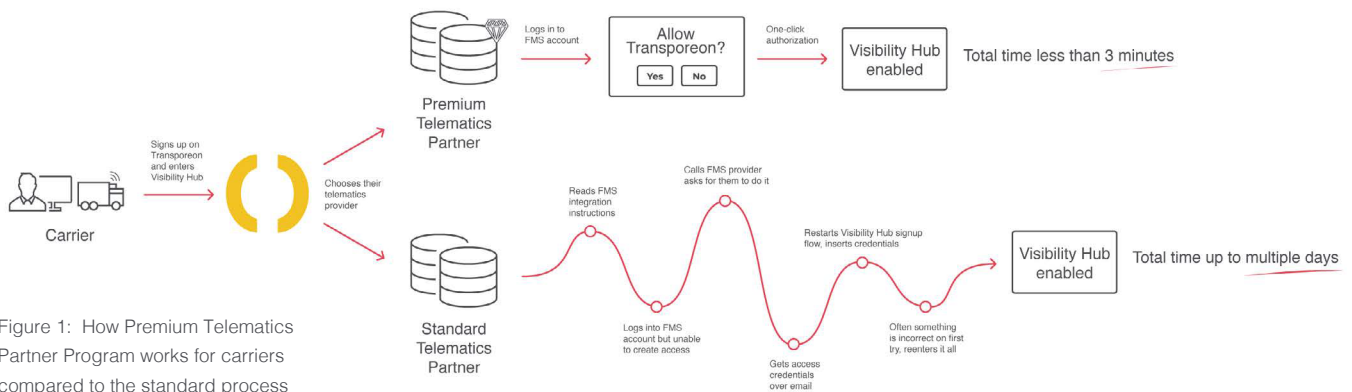 Carrier
Signs up on
Transporeon
and enters
Visibility Hub
Chooses their
telematics
provider
Premium
Telematics
Partner
Logs in to
FMS account
Allow
Transporeon?
Yes No
One-click
authorization
Visibility Hub
enabled
Total time less than 3 minutes
Standard
Telematics
Partner
Reads FMS
integration
instructions
Logs into FMS
account but unable
to create access
Calls FMS provider
asks for them to do it
Gets access
credentials
over email
Restarts Visibility Hub signup
flow, inserts credentials
Often something
is incorrect on first
try, reenters it all
Visibility Hub
enabled
Total time up to multiple days
Figure 1: How Premium Telematics
Partner Program works for carriers
compared to the standard process